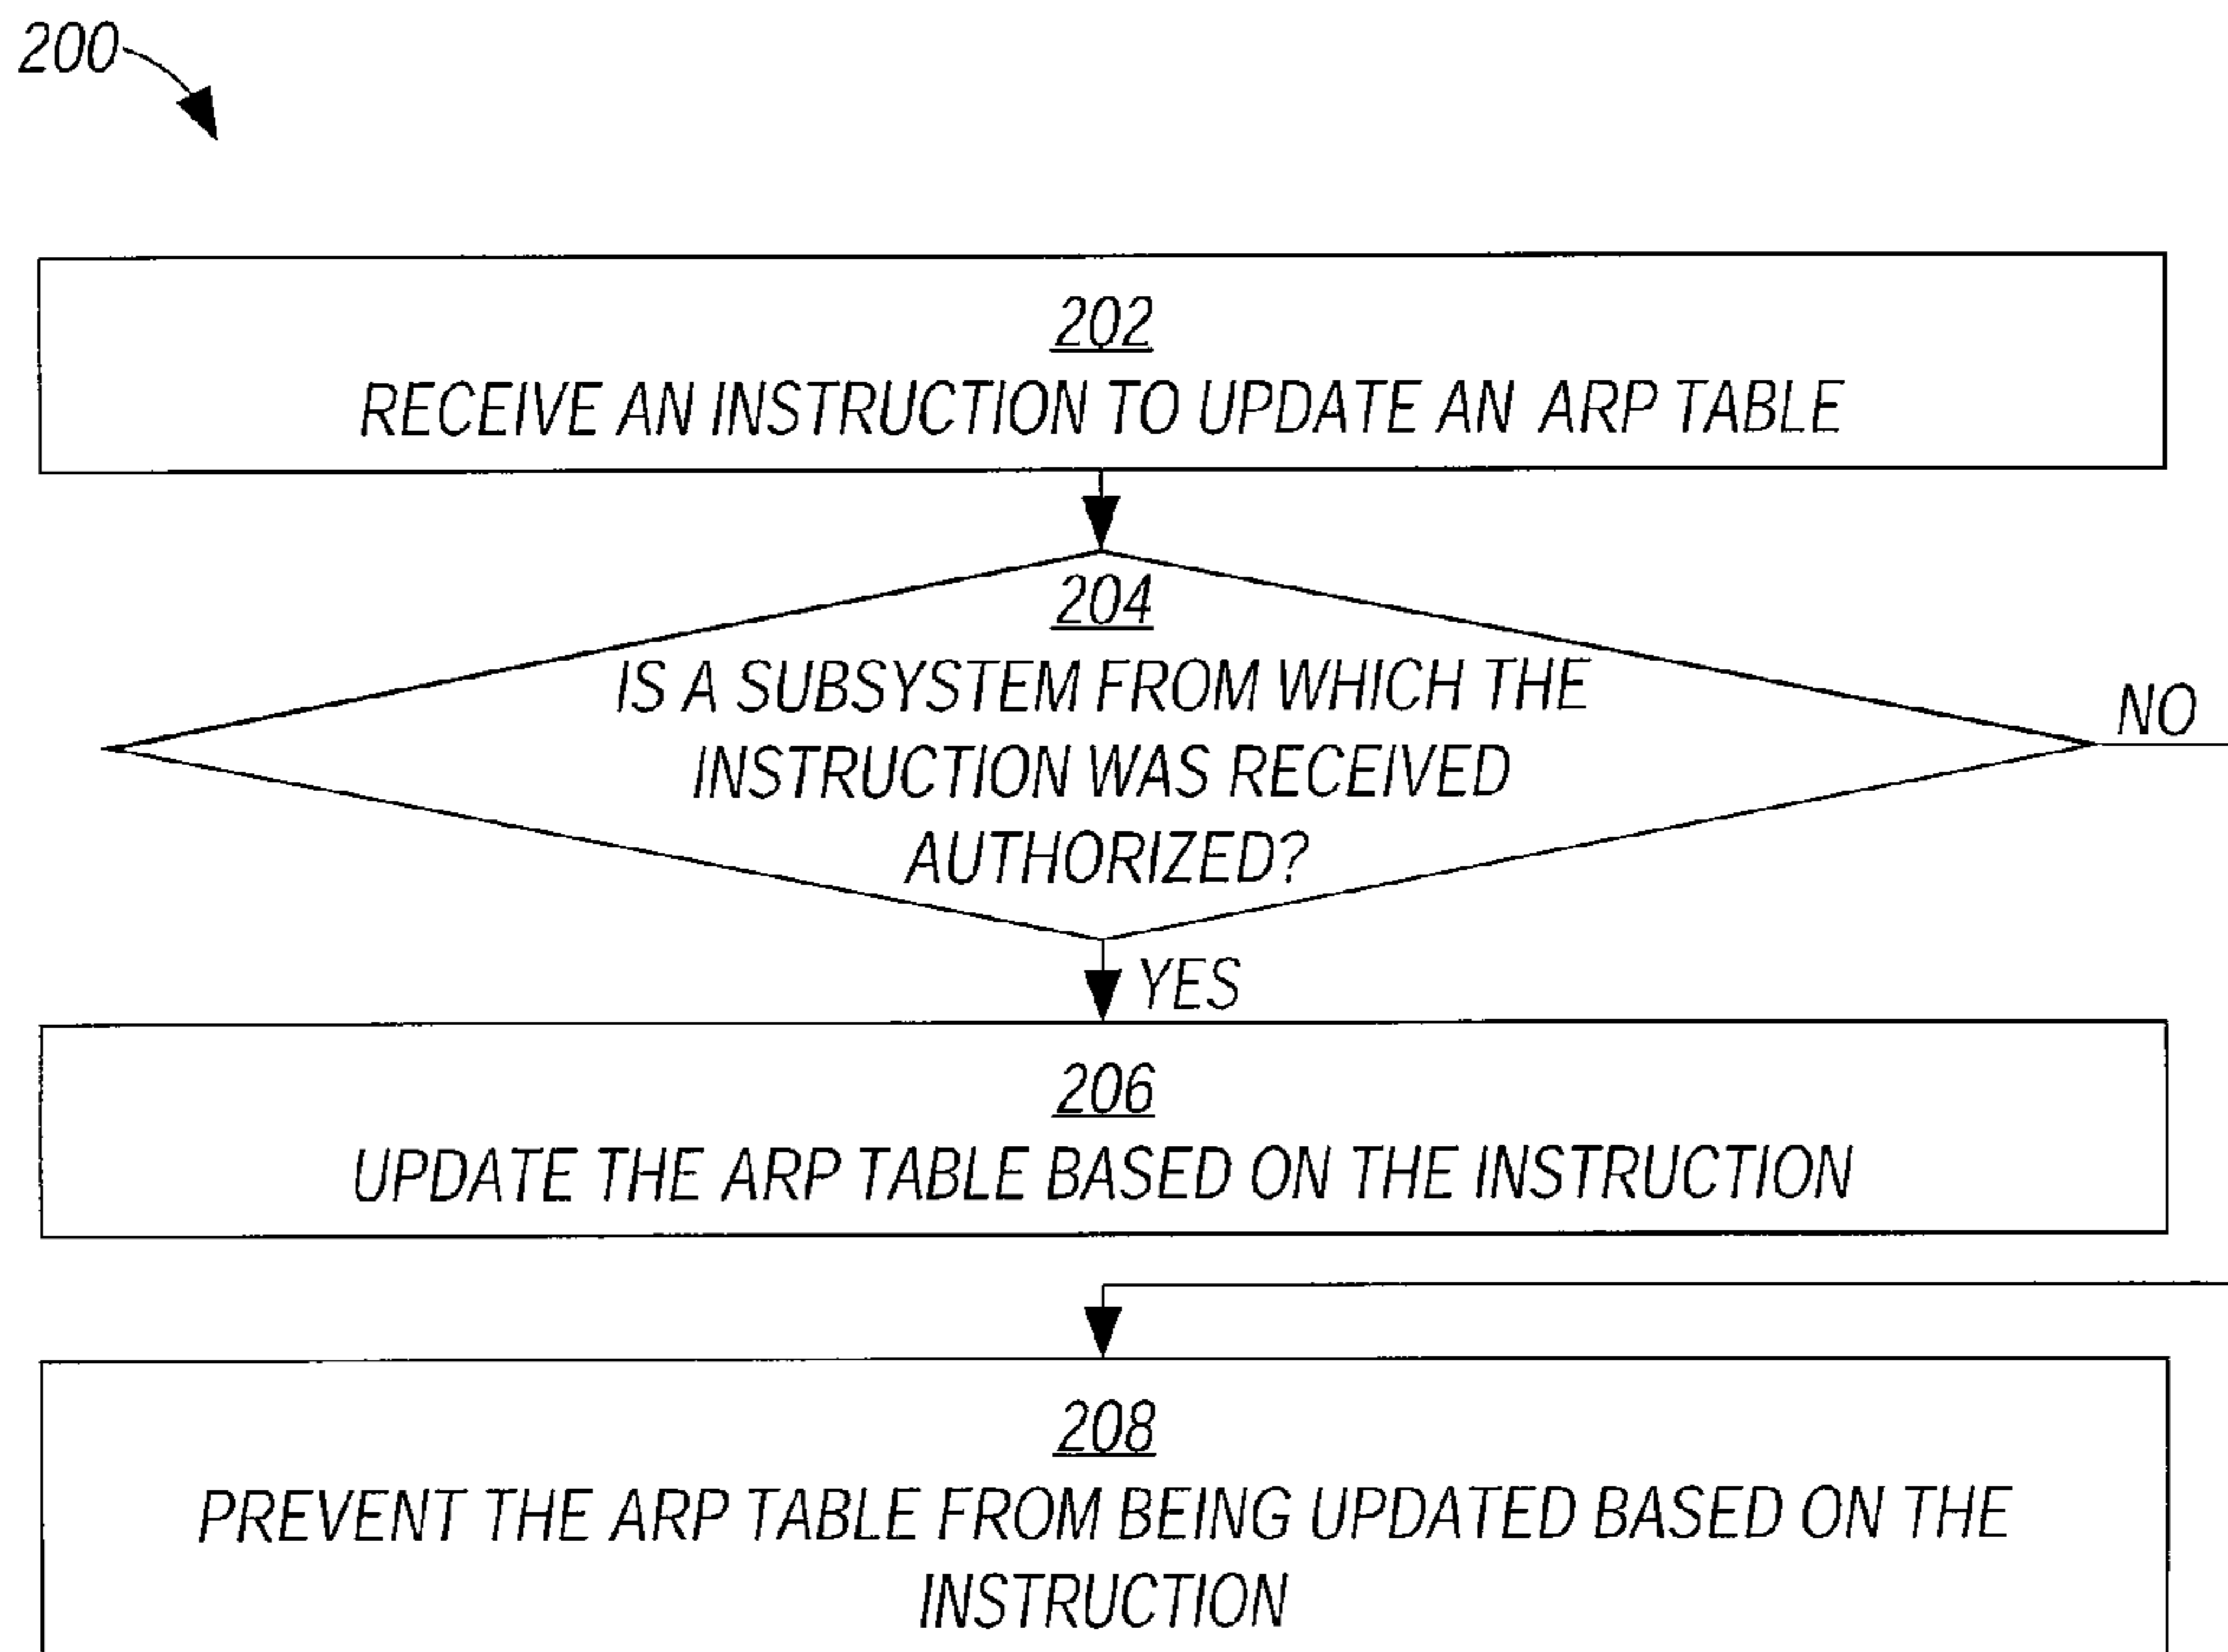 200
202
RECEIVE AN INSTRUCTION TO UPDATE AN ARP TABLE
204
IS A SUBSYSTEM FROM WHICH THE
INSTRUCTION WAS RECEIVED
AUTHORIZED?
NO
YES
206
UPDATE THE ARP TABLE BASED ON THE INSTRUCTION
208
PREVENT THE ARP TABLE FROM BEING UPDATED BASED ON THE
INSTRUCTION